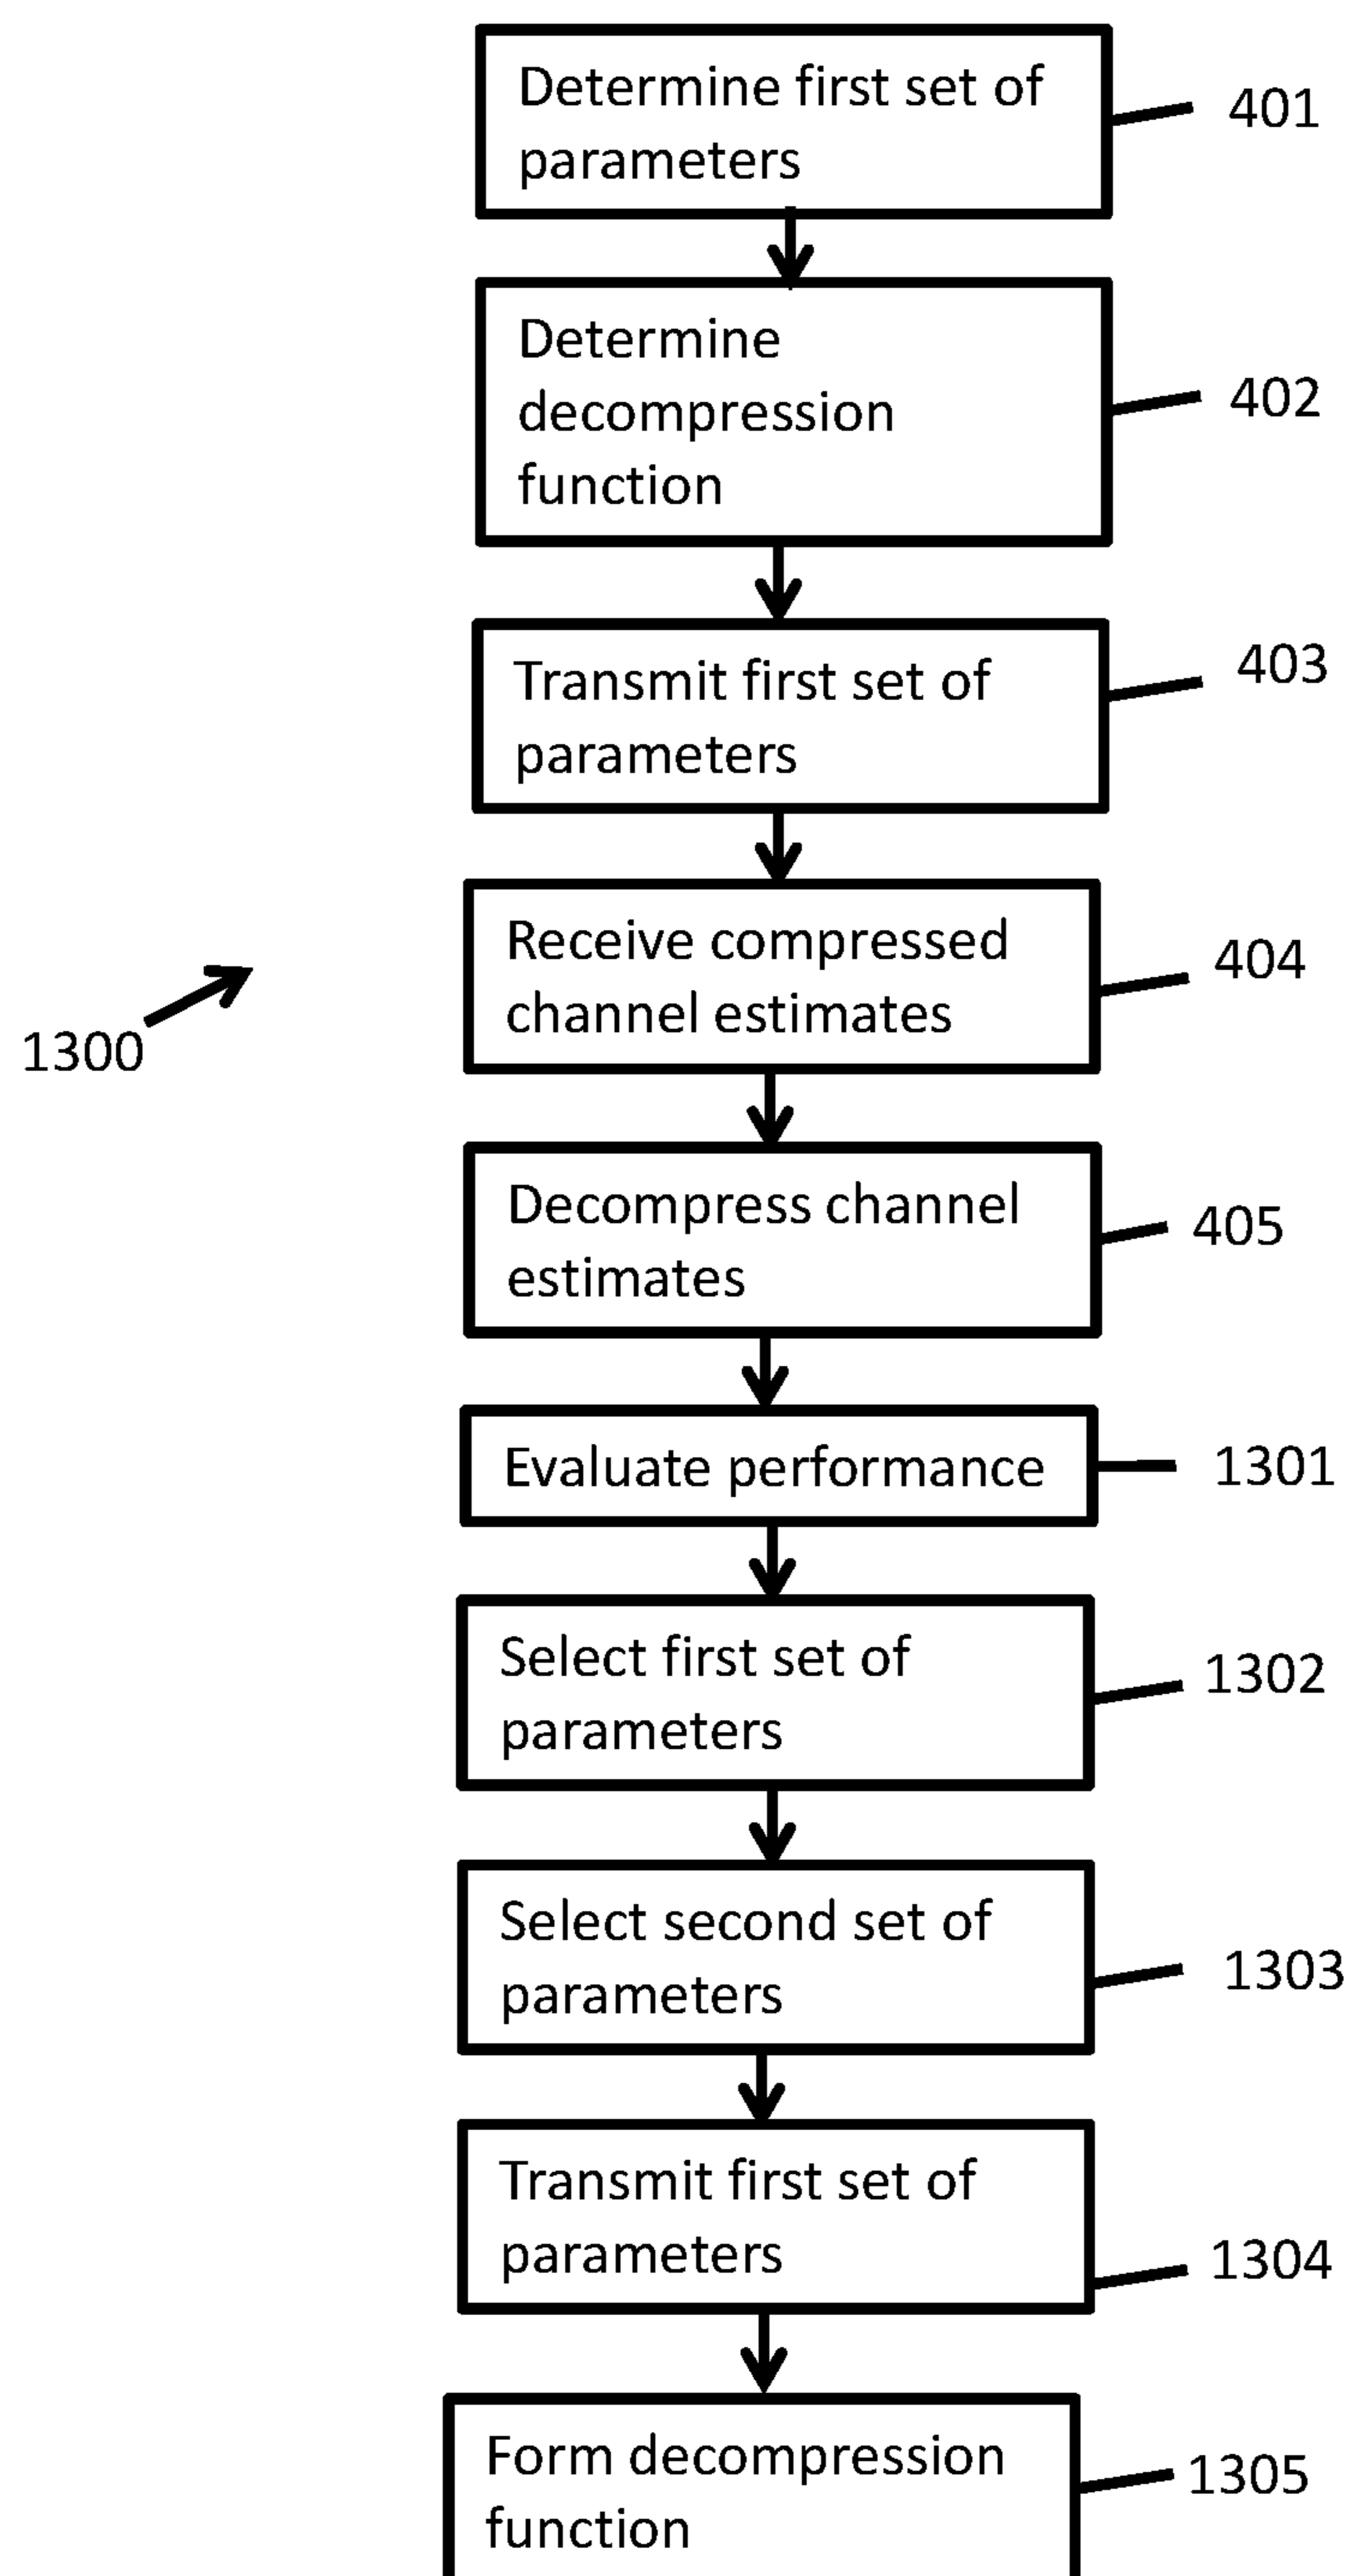 Determine first set of
parameters
401
Determine
decompression
function
402
Transmit first set of
parameters
403
Receive compressed
channel estimates
404
1300
Decompress channel
estimates
405
Evaluate performance
1301
Select first set of
parameters
1302
Select second set of
parameters
1303
Transmit first set of
parameters
1304
Form decompression
function
1305